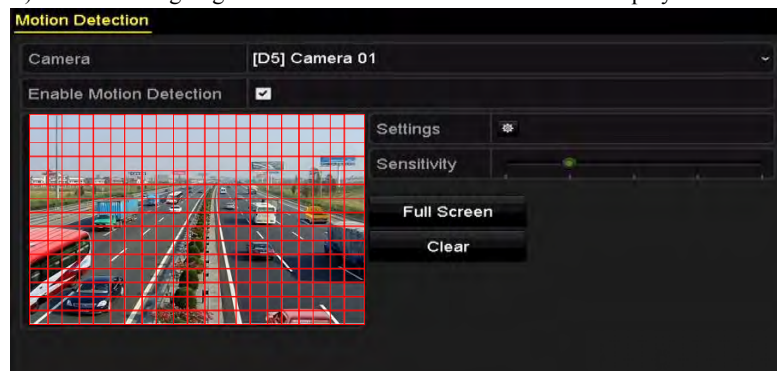 Motion Detection
Camera [D5] Camera 01
Enable Motion Detection
Settings
Sensitivity
Full Screen
Clear